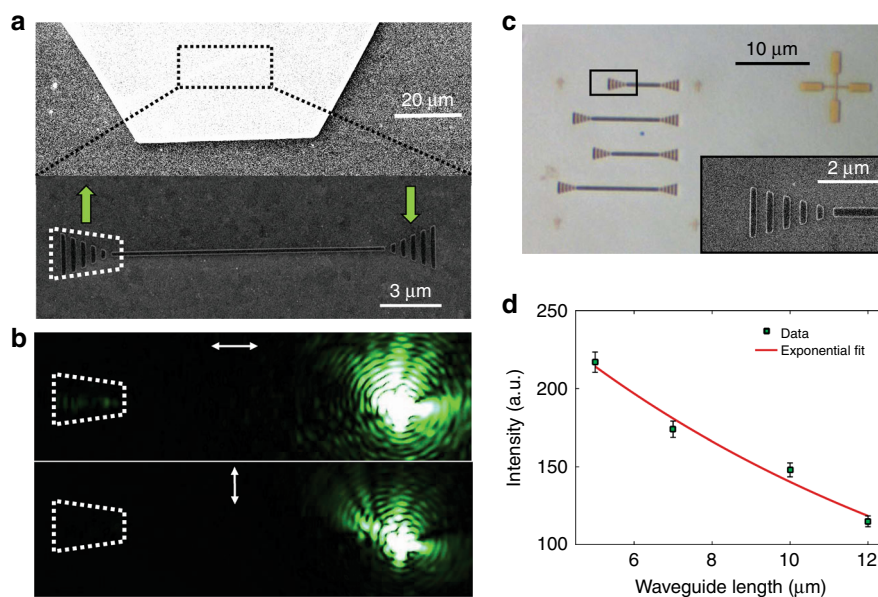 a
20 μm
3 μm
b
c
10 μm
2 μm
d
250
200
150
100
Intensity (a.u.)
Data
Exponential fit
6
8
10
12
Waveguide length (μm)